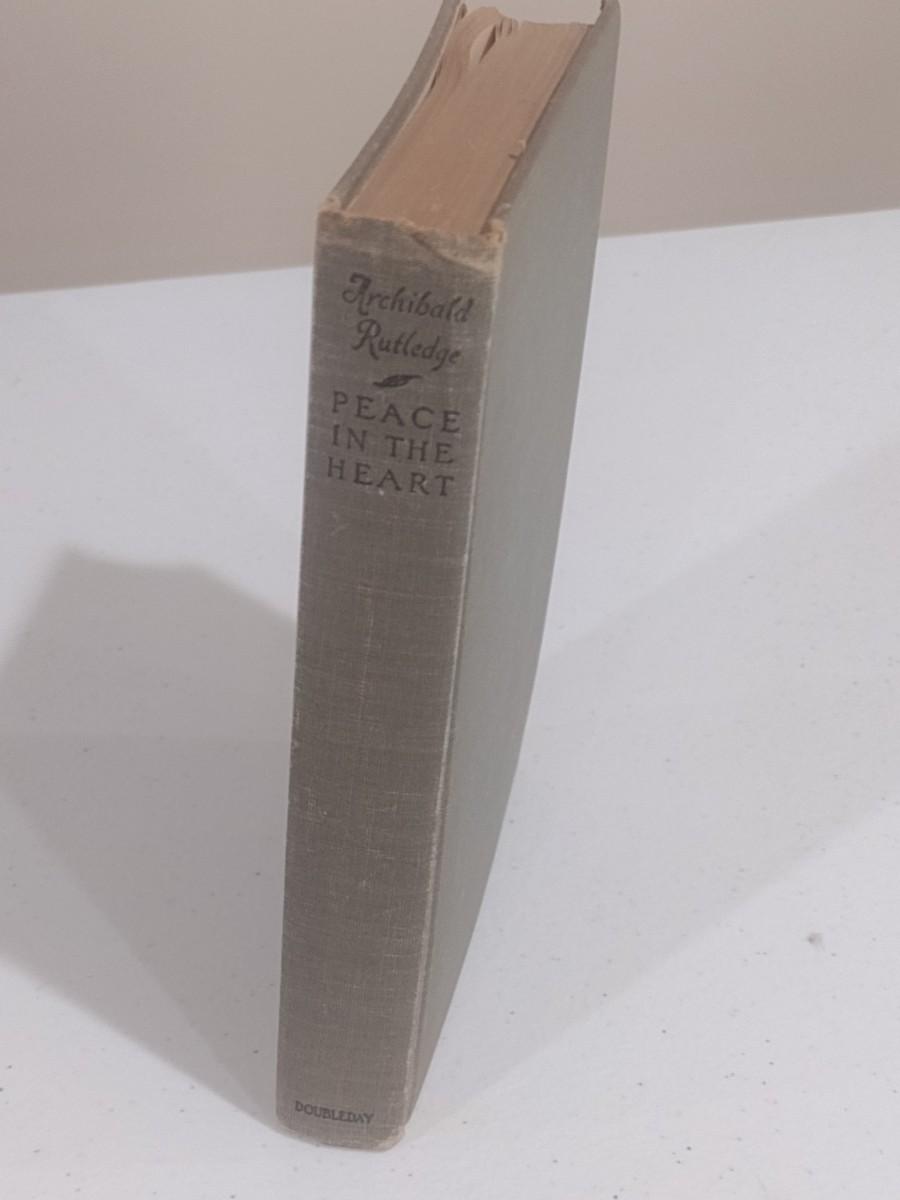 Archibald
Rutledge
PEACE
IN THE
HEART
DOUBLEDAY